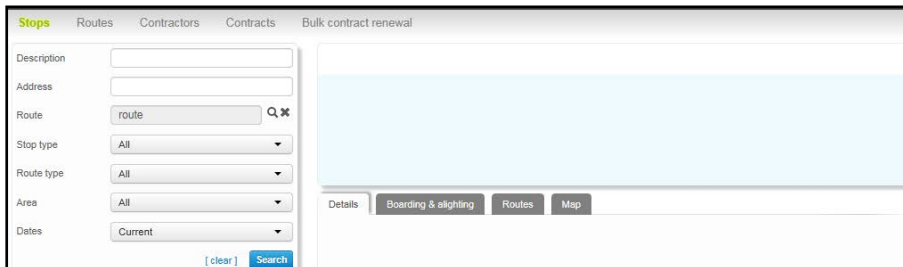 Stops Routes Contractors Contracts Bulk contract renewal
Description
Address
Route route
Stop type All
Route type All
Area All
Dates Current
[ clear ] Search
Details Boarding & alighting Routes Map